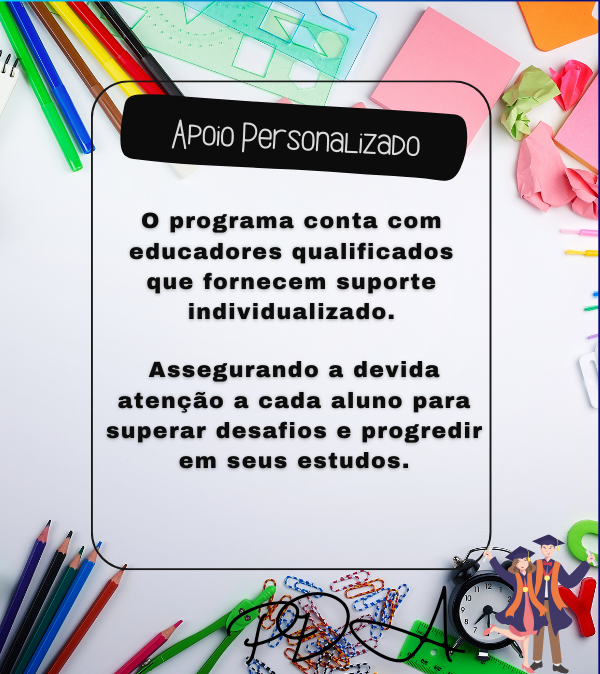 Apoio Personalizado
O programa conta com
educadores qualificados
que fornecem suporte
individualizado.
Assegurando a devida
atenção a cada aluno para
superar desafios e progredir
em seus estudos.
PDA